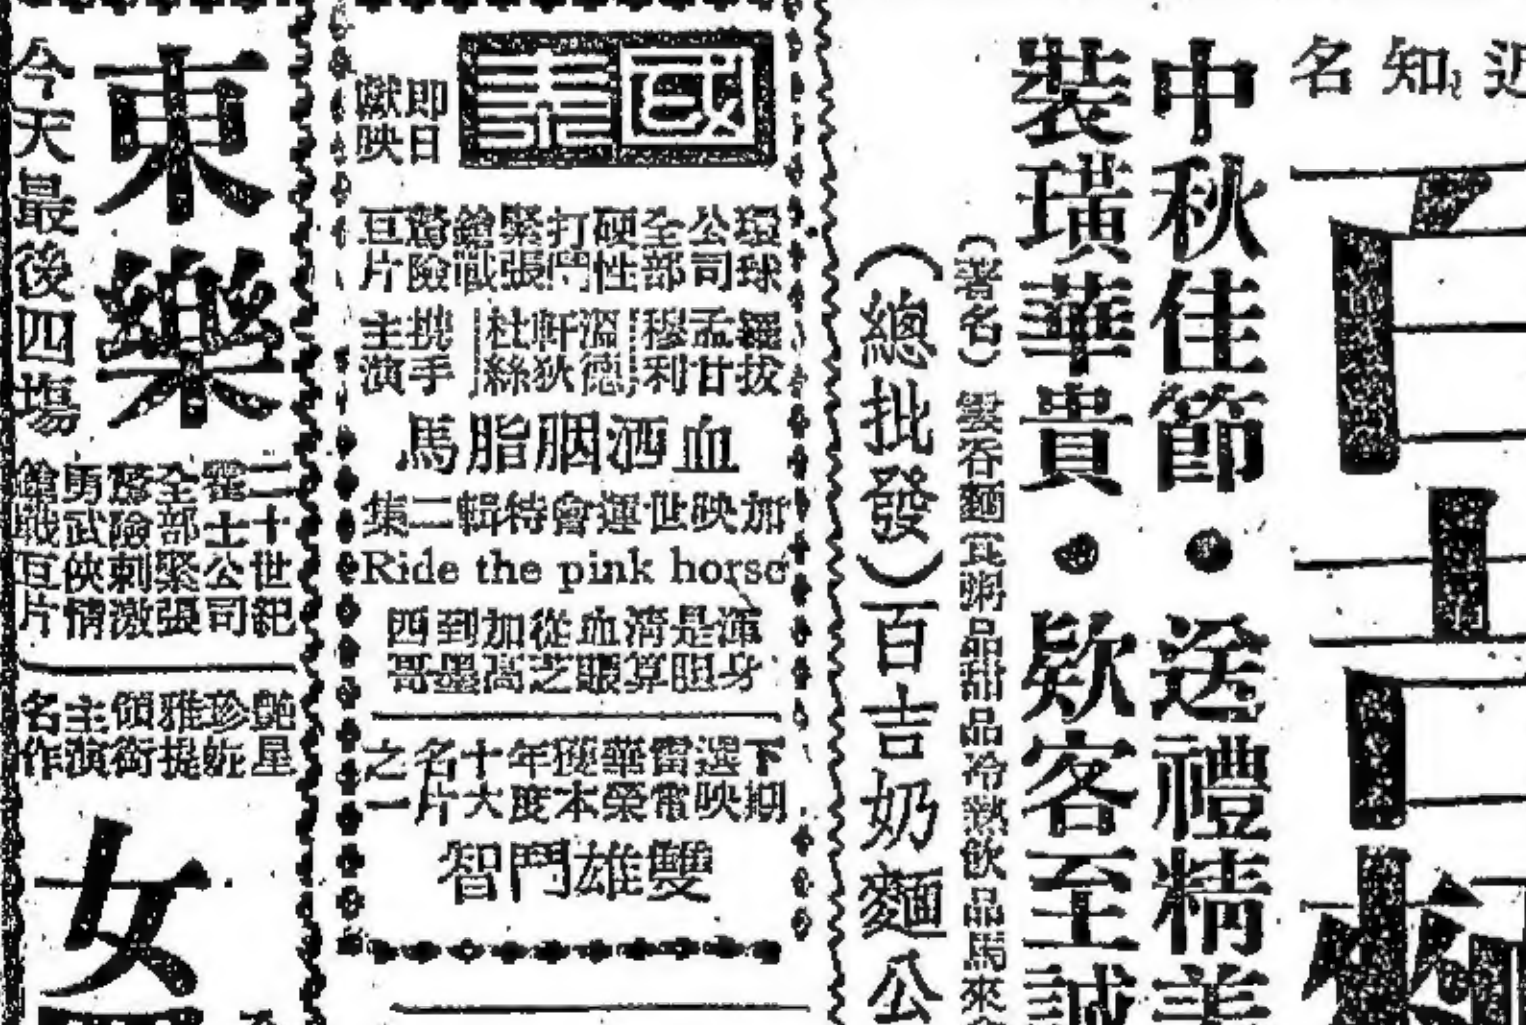 近
知
名
中秋佳節•送禮精美
裝璜華貴•欵客至誠
(著名)雲吞麵食粥品甜品冷熱飲品馬來
(總批發)百吉奶麵公
國泰
即日
獻映
環球公司全部硬性打鬥緊張鎗戰驚險巨片
羅拔孟甘穆利
溫德軒狄杜絲
携手主演
血洒胭脂馬
加映世運會特輯二集
Ride the pink horse
渾身是胆清算血賬從芝加高到墨西哥
下期選映雷電華榮獲本年度十大名片之一
雙雄鬥智
東樂
今天最後四場
二十世紀
霍士公司
全部緊張
驚險刺激
勇武俠情
鎗戰巨片
艷星
珍妮
雅提
領銜
主演
名作
女